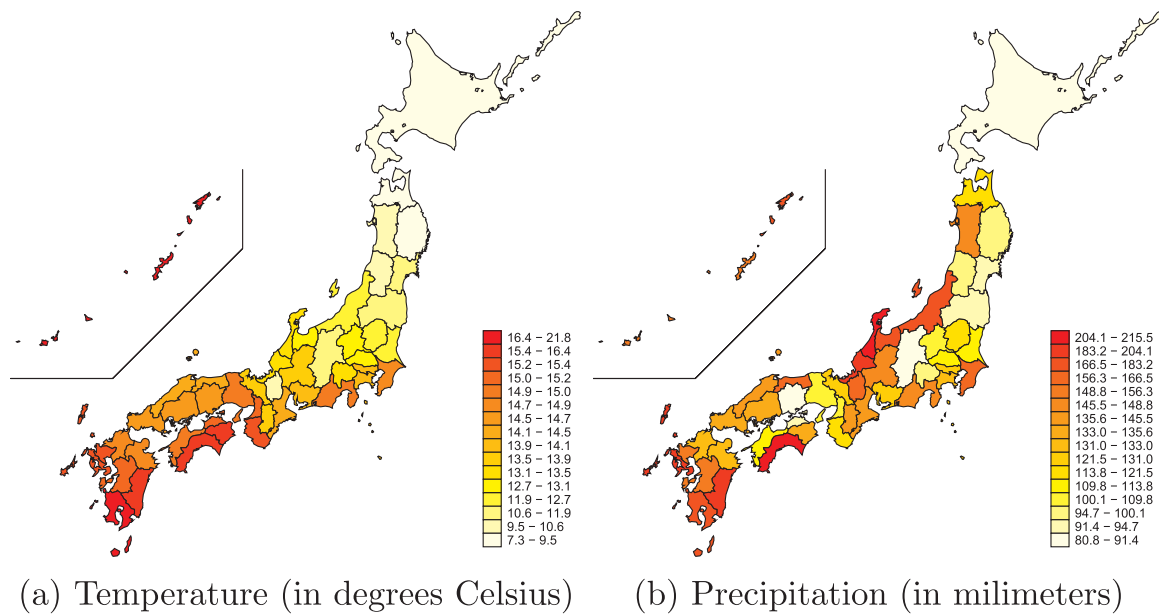 16.4 – 21.8
15.4 – 16.4
15.2 – 15.4
15.0 – 15.2
14.9 – 15.0
14.7 – 14.9
14.5 – 14.7
14.1 – 14.5
13.9 – 14.1
13.5 – 13.9
13.1 – 13.5
12.7 – 13.1
11.9 – 12.7
10.6 – 11.9
9.5 – 10.6
7.3 – 9.5
(a) Temperature (in degrees Celsius)
204.1 – 215.5
183.2 – 204.1
166.5 – 183.2
156.3 – 166.5
148.8 – 156.3
145.5 – 148.8
135.6 – 145.5
133.0 – 135.6
131.0 – 133.0
121.5 – 131.0
113.8 – 121.5
109.8 – 113.8
100.1 – 109.8
94.7 – 100.1
91.4 – 94.7
80.8 – 91.4
(b) Precipitation (in milimeters)